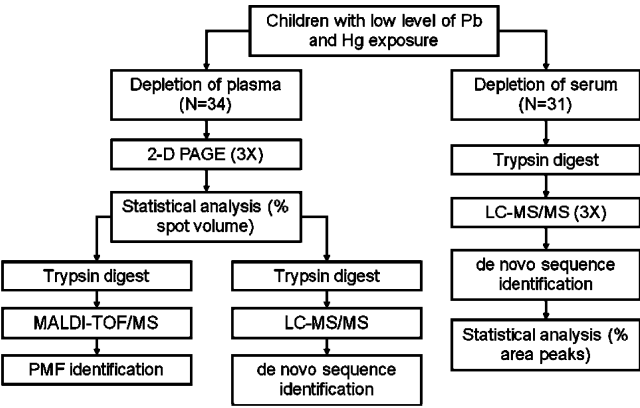 Children with low level of Pb
and Hg exposure
Depletion of plasma
(N=34)
2-D PAGE (3X)
Statistical analysis (%
spot volume)
Trypsin digest
MALDI-TOF/MS
PMF identification
Trypsin digest
LC-MS/MS
de novo sequence
identification
Depletion of serum
(N=31)
Trypsin digest
LC-MS/MS (3X)
de novo sequence
identification
Statistical analysis (%
area peaks)